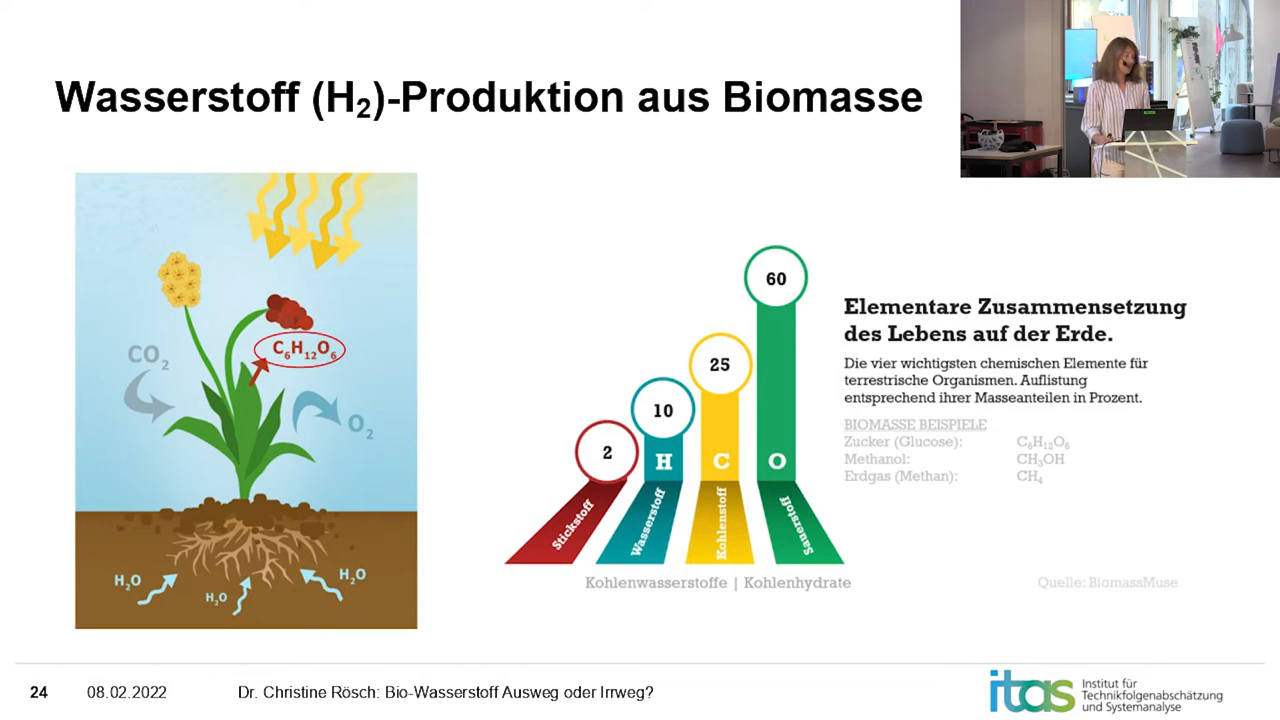 Wasserstoff (H₂)-Produktion aus Biomasse
CO₂
C₆H₁₂O₆
O₂
H₂O
H₂O
H₂O
60
25
10
2
H
C
O
Stickstoff
Wasserstoff
Kohlenstoff
Sauerstoff
Kohlenwasserstoffe | Kohlenhydrate
Elementare Zusammensetzung
des Lebens auf der Erde.
Die vier wichtigsten chemischen Elemente für
terrestrische Organismen. Auflistung
entsprechend ihrer Masseanteilen in Prozent.
BIOMASSE BEISPIELE
Zucker (Glucose): C₆H₁₂O₆
Methanol: CH₃OH
Erdgas (Methan): CH₄
Quelle: BiomassMuse
24 08.02.2022 Dr. Christine Rösch: Bio-Wasserstoff Ausweg oder Irrweg?
itas
Institut für
Technikfolgenabschätzung
und Systemanalyse